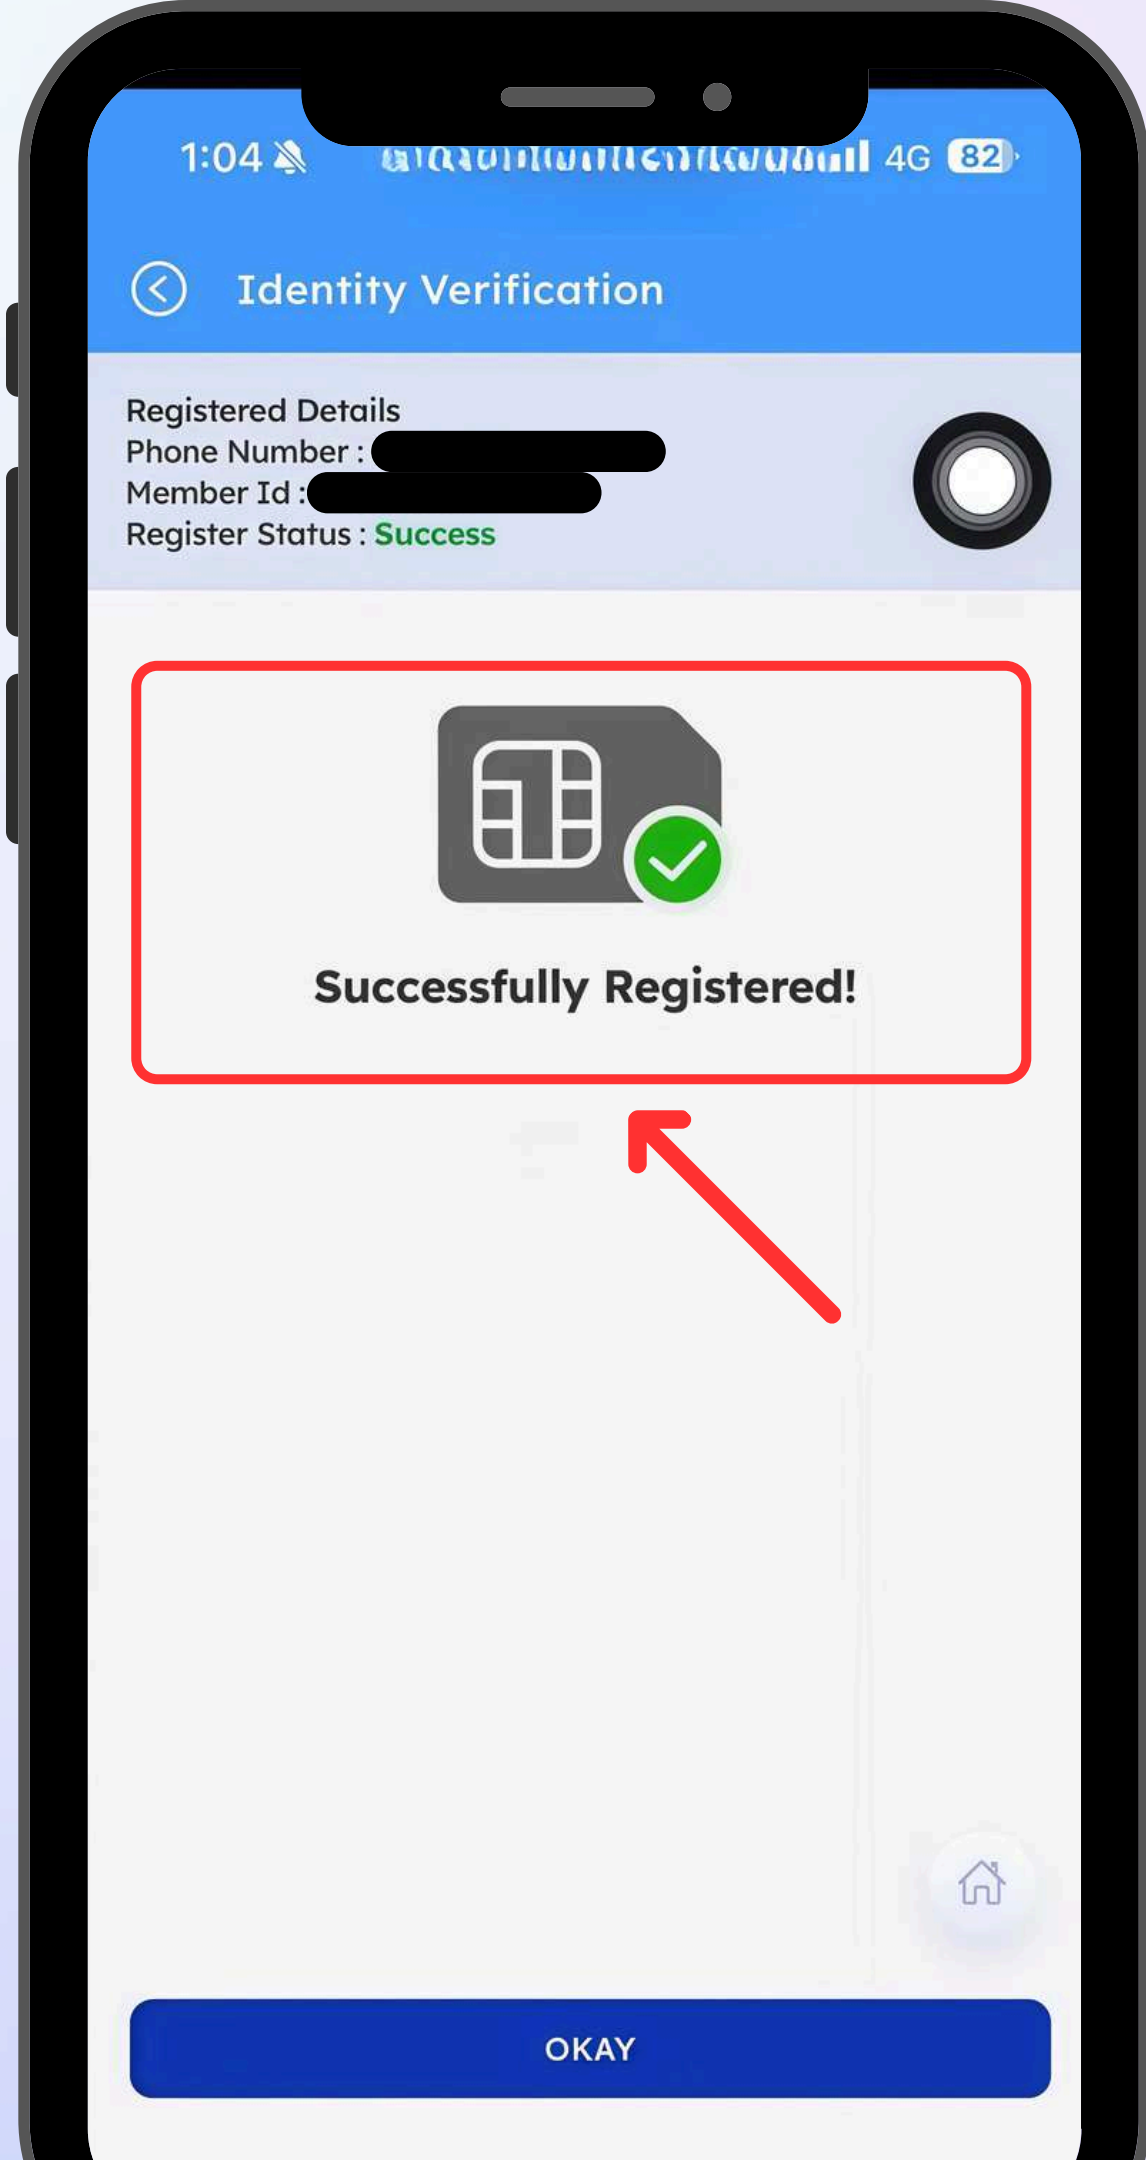 1:04
4G 82
Identity Verification
Registered Details
Phone Number :
Member Id :
Register Status : Success
Successfully Registered!
OKAY